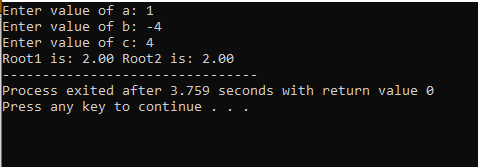 Enter value of a: 1
Enter value of b: -4
Enter value of c: 4
Root1 is: 2.00 Root2 is: 2.00
--------------------------------
Process exited after 3.759 seconds with return value 0
Press any key to continue . . .